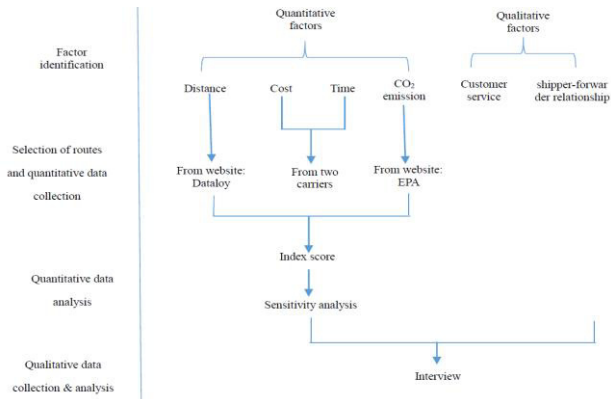 Quantitative
factors
Qualitative
factors
Factor
identification
Distance
Cost
Time
CO₂
emission
Customer
service
shipper-forwar
der relationship
Selection of routes
and quantitative data
collection
From website:
Dataloy
From two
carriers
From website:
EPA
Index score
Quantitative data
analysis
Sensitivity analysis
Qualitative data
collection & analysis
Interview